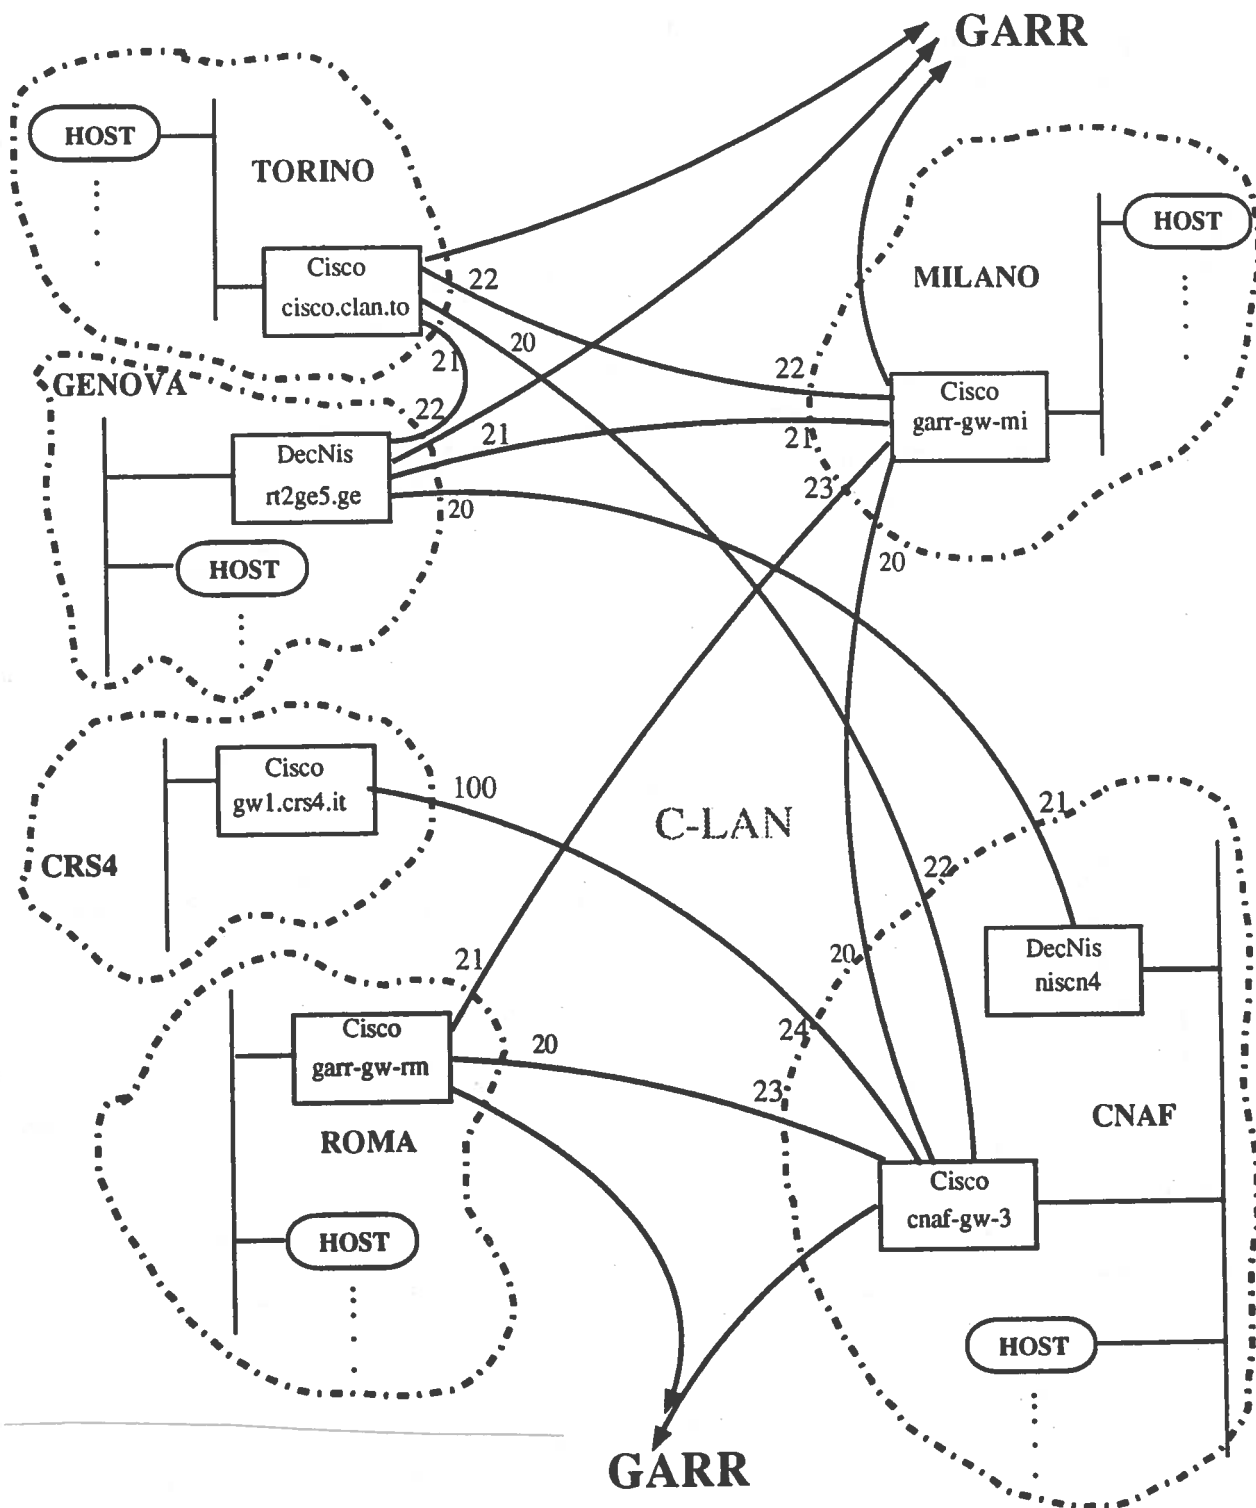 GARR
HOST
TORINO
Cisco
cisco.clan.to
22
20
21
HOST
MILANO
22
Cisco
garr-gw-mi
21
23
20
GENOVA
22
DecNis
rt2ge5.ge
21
20
HOST
Cisco
gw1.crs4.it
100
CRS4
C-LAN
21
22
20
24
23
DecNis
niscn4
CNAF
Cisco
cnaf-gw-3
HOST
21
Cisco
garr-gw-rm
20
ROMA
HOST
GARR